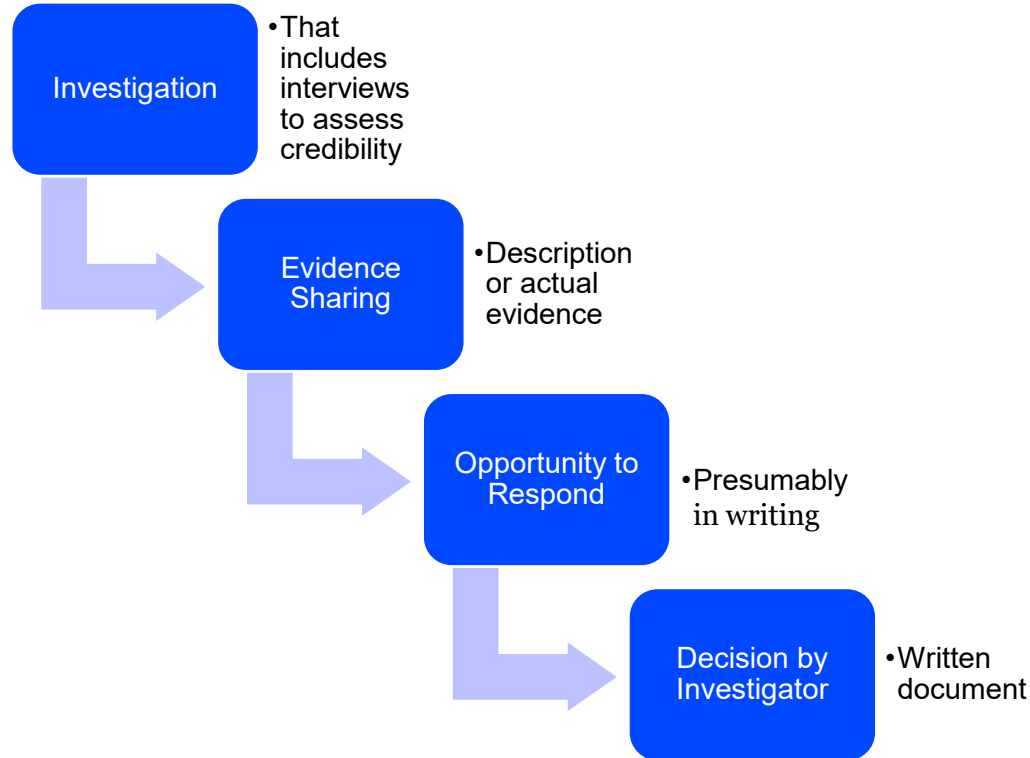 Investigation
•That
includes
interviews
to assess
credibility
Evidence
Sharing
•Description
or actual
evidence
Opportunity to
Respond
•Presumably
in writing
Decision by
Investigator
•Written
document